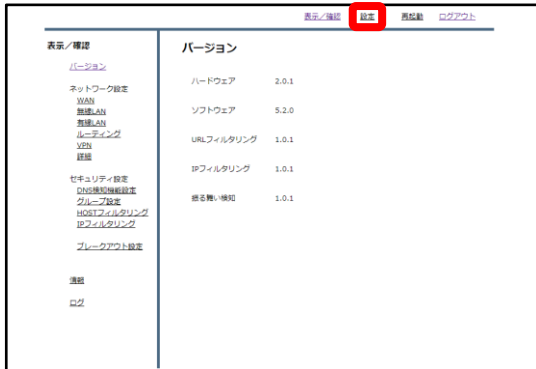 表示／確認 設定 再起動 ログアウト
表示／確認
バージョン
ネットワーク設定
WAN
無線LAN
有線LAN
ルーティング
VPN
詳細
セキュリティ設定
DNS検知機能設定
グループ設定
HOSTフィルタリング
IPフィルタリング
ブレークアウト設定
情報
ログ
バージョン
ハードウェア 2.0.1
ソフトウェア 5.2.0
URLフィルタリング 1.0.1
IPフィルタリング 1.0.1
振る舞い検知 1.0.1